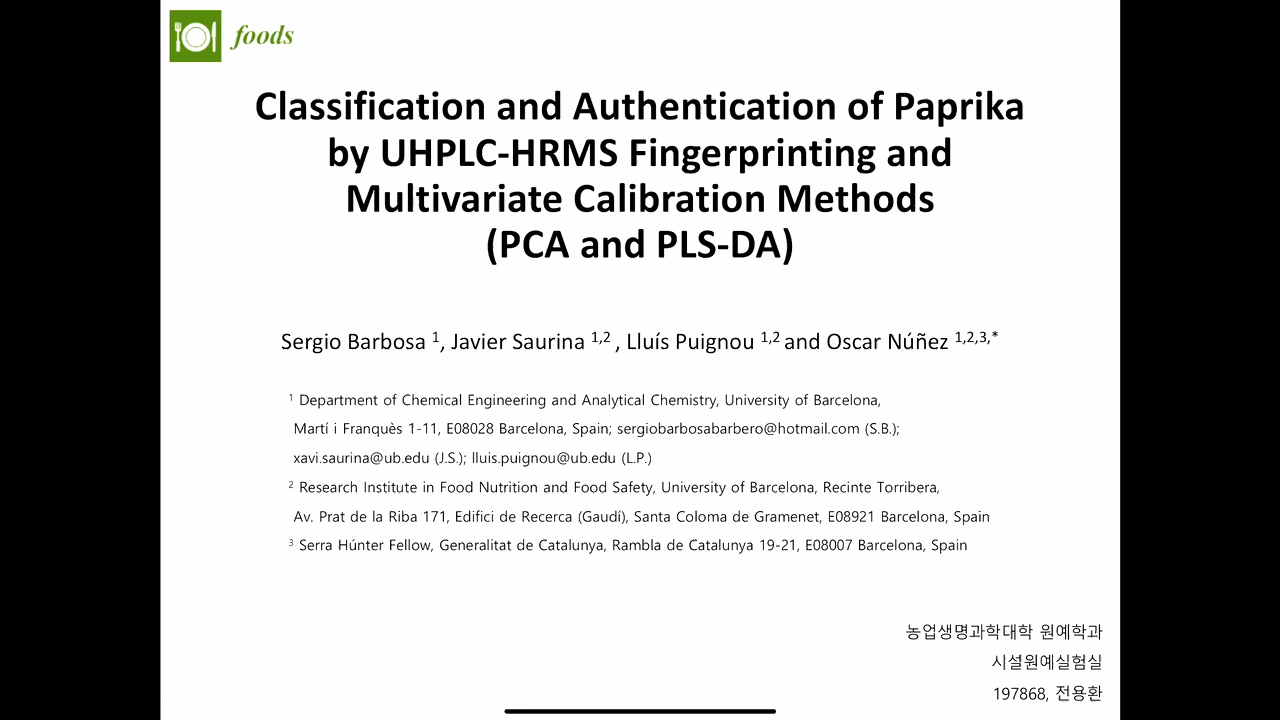 foods
Classification and Authentication of Paprika
by UHPLC-HRMS Fingerprinting and
Multivariate Calibration Methods
(PCA and PLS-DA)
Sergio Barbosa 1, Javier Saurina 1,2 , Lluís Puignou 1,2 and Oscar Núñez 1,2,3,*
1 Department of Chemical Engineering and Analytical Chemistry, University of Barcelona,
Martí i Franquès 1-11, E08028 Barcelona, Spain; sergiobarbosabarbero@hotmail.com (S.B.);
xavi.saurina@ub.edu (J.S.); lluis.puignou@ub.edu (L.P.)
2 Research Institute in Food Nutrition and Food Safety, University of Barcelona, Recinte Torribera,
Av. Prat de la Riba 171, Edifici de Recerca (Gaudí), Santa Coloma de Gramenet, E08921 Barcelona, Spain
3 Serra Húnter Fellow, Generalitat de Catalunya, Rambla de Catalunya 19-21, E08007 Barcelona, Spain
농업생명과학대학 원예학과
시설원예실험실
197868, 전용환